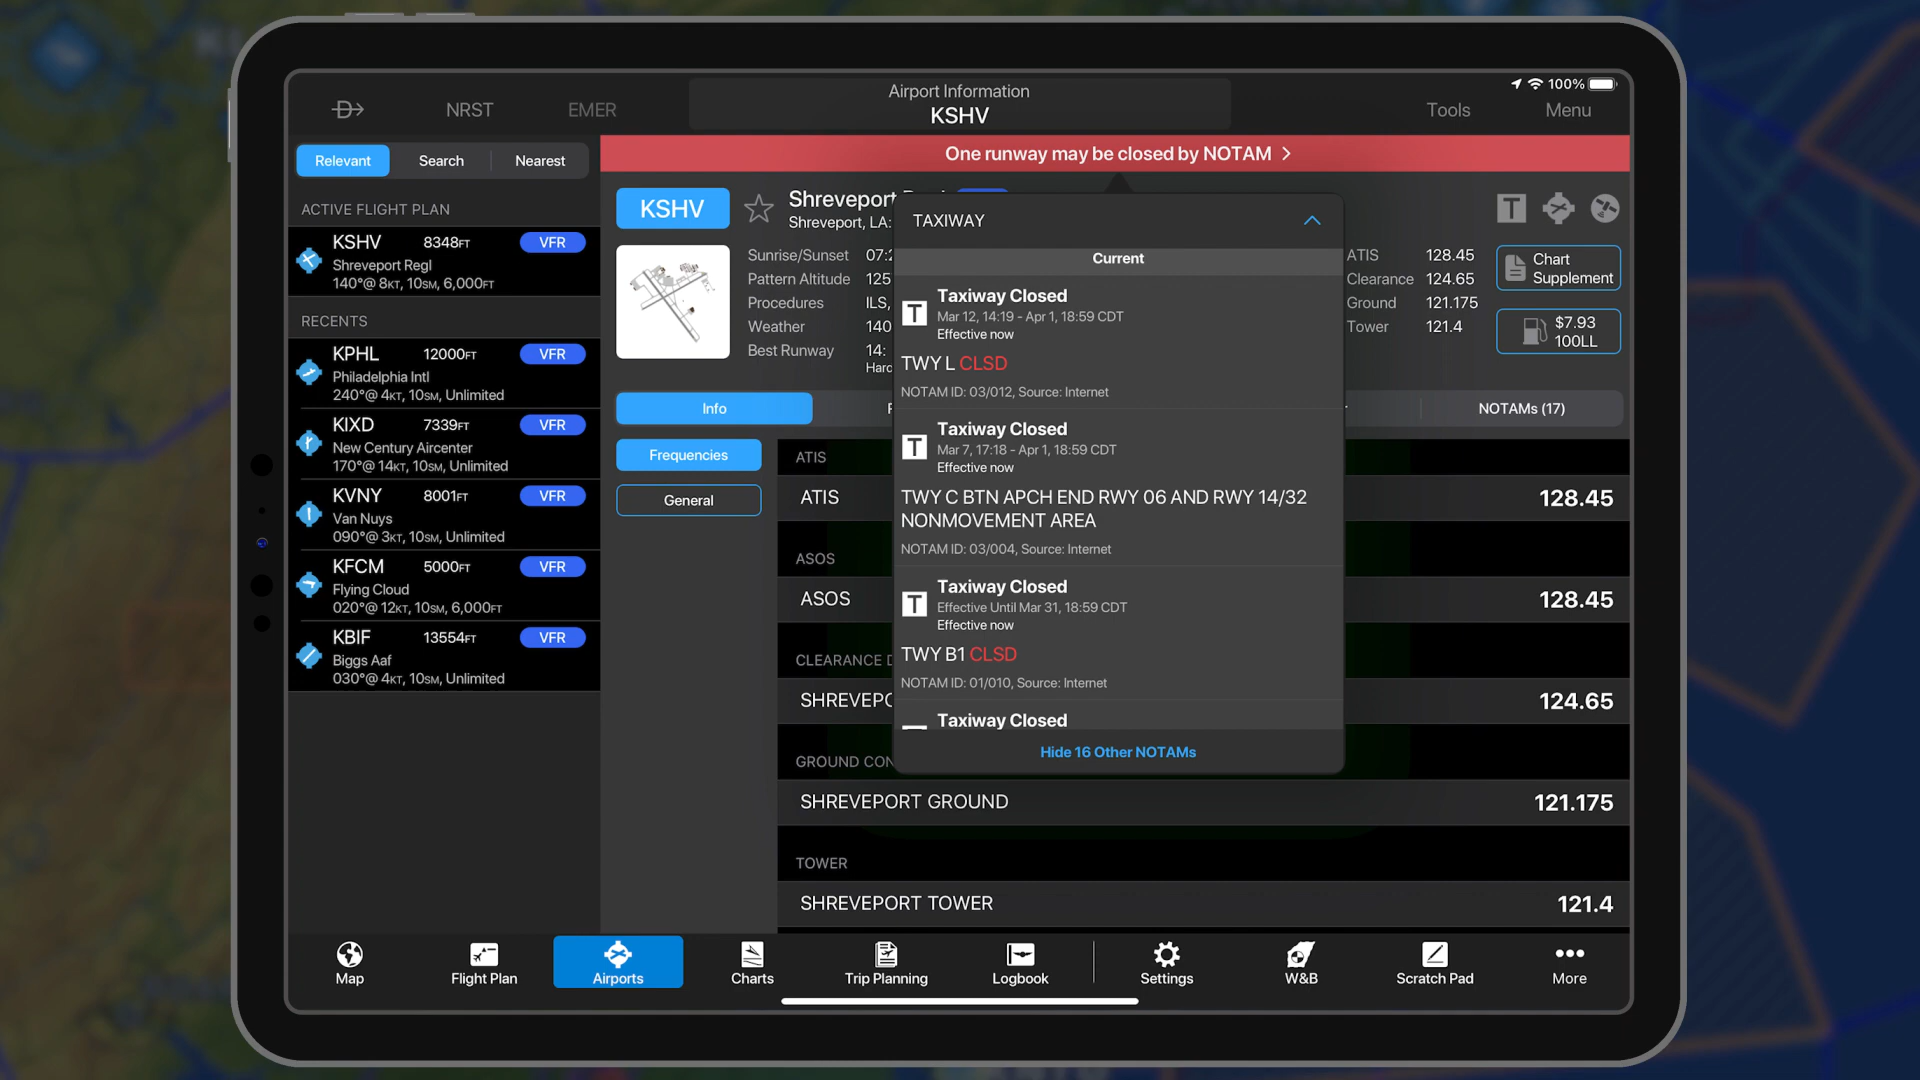 100%
NRST
EMER
Airport Information
KSHV
Tools
Menu
Relevant
Search
Nearest
One runway may be closed by NOTAM >
ACTIVE FLIGHT PLAN
KSHV 8348FT VFR
Shreveport Regl
140°@ 8KT, 10SM, 6,000FT
RECENTS
KPHL 12000FT VFR
Philadelphia Intl
240°@ 4KT, 10SM, Unlimited
KIXD 7339FT VFR
New Century Aircenter
170°@ 14KT, 10SM, Unlimited
KVNY 8001FT VFR
Van Nuys
090°@ 3KT, 10SM, Unlimited
KFCM 5000FT VFR
Flying Cloud
020°@ 12KT, 10SM, 6,000FT
KBIF 13554FT VFR
Biggs Aaf
030°@ 4KT, 10SM, Unlimited
KSHV
Shreveport
Shreveport, LA:
Sunrise/Sunset 07:
Pattern Altitude 125
Procedures ILS,
Weather 140
Best Runway 14:
Hard
TAXIWAY
Current
T Taxiway Closed
Mar 12, 14:19 - Apr 1, 18:59 CDT
Effective now
TWY L CLSD
NOTAM ID: 03/012, Source: Internet
T Taxiway Closed
Mar 7, 17:18 - Apr 1, 18:59 CDT
Effective now
TWY C BTN APCH END RWY 06 AND RWY 14/32
NONMOVEMENT AREA
NOTAM ID: 03/004, Source: Internet
T Taxiway Closed
Effective Until Mar 31, 18:59 CDT
Effective now
TWY B1 CLSD
NOTAM ID: 01/010, Source: Internet
Taxiway Closed
Hide 16 Other NOTAMs
T
ATIS 128.45
Clearance 124.65
Ground 121.175
Tower 121.4
Chart
Supplement
$7.93
100LL
Info
NOTAMs (17)
Frequencies
General
ATIS
ATIS 128.45
ASOS
ASOS 128.45
CLEARANCE D
SHREVEPO 124.65
GROUND CON
SHREVEPORT GROUND 121.175
TOWER
SHREVEPORT TOWER 121.4
Map
Flight Plan
Airports
Charts
Trip Planning
Logbook
Settings
W&B
Scratch Pad
More